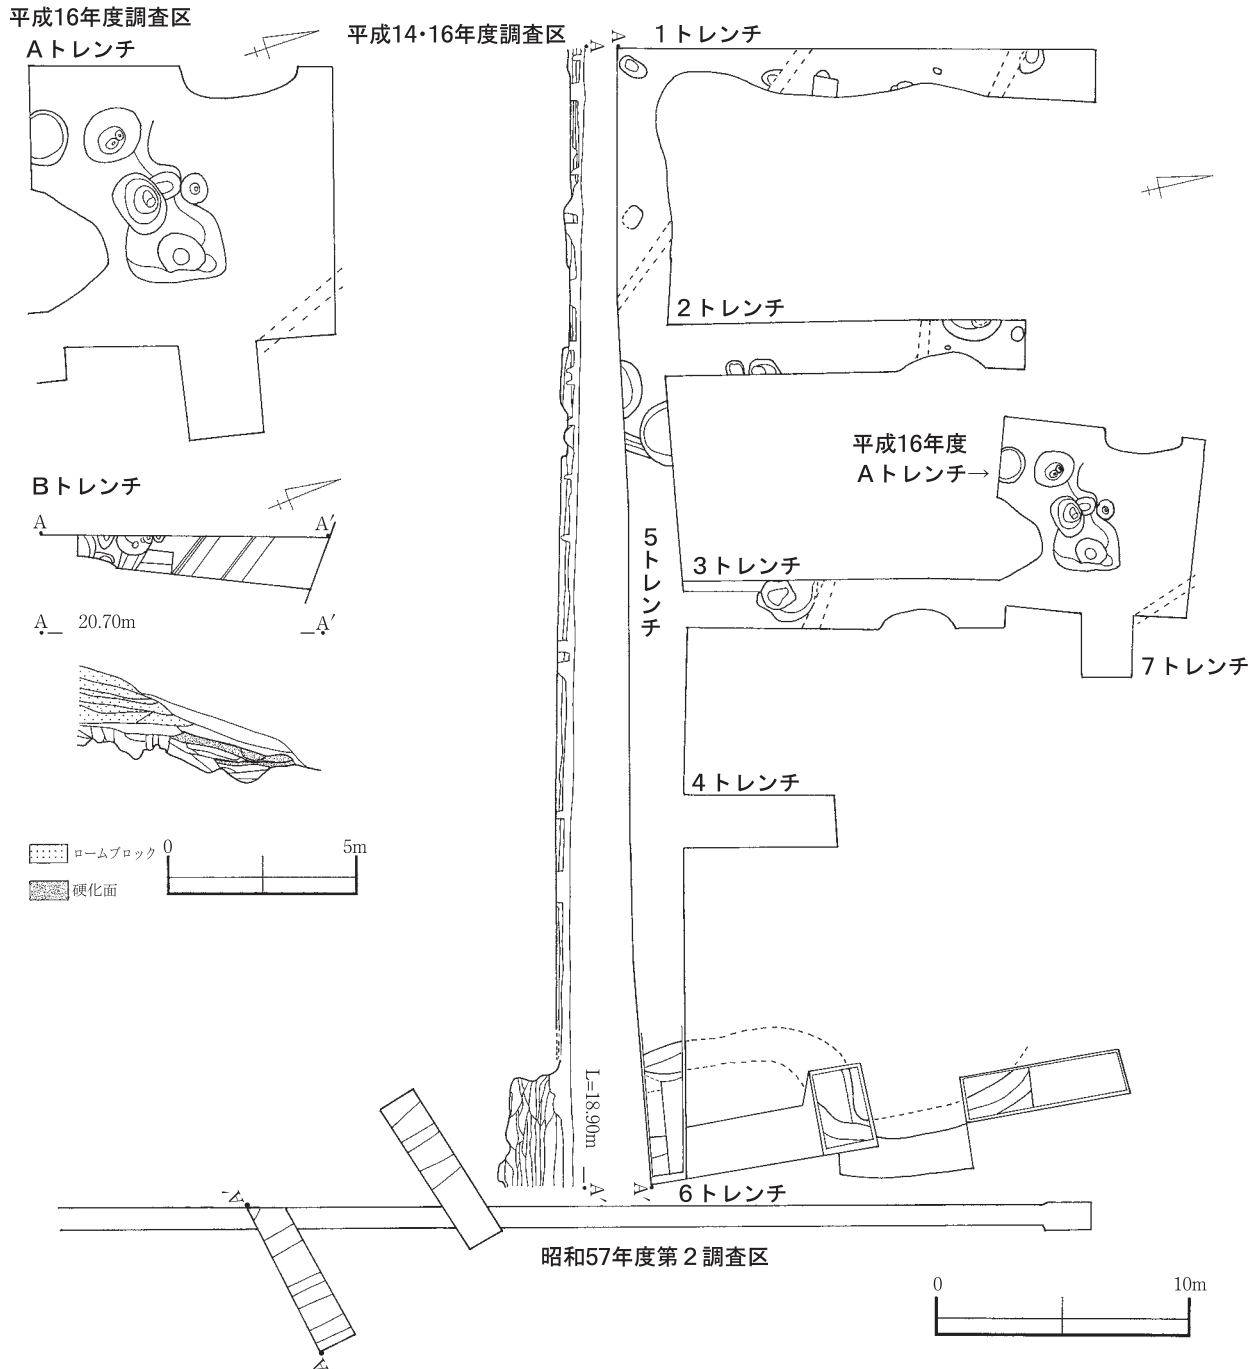 平成16年度調査区
Aトレンチ
平成14・16年度調査区
A
A
1トレンチ
2トレンチ
平成16年度
Aトレンチ→
Bトレンチ
A
A′
5トレンチ
3トレンチ
A 20.70m A′
7トレンチ
4トレンチ
ロームブロック
硬化面
0 5m
L=18.90m
A′
A′
6トレンチ
昭和57年度第2調査区
A′
A
0 10m